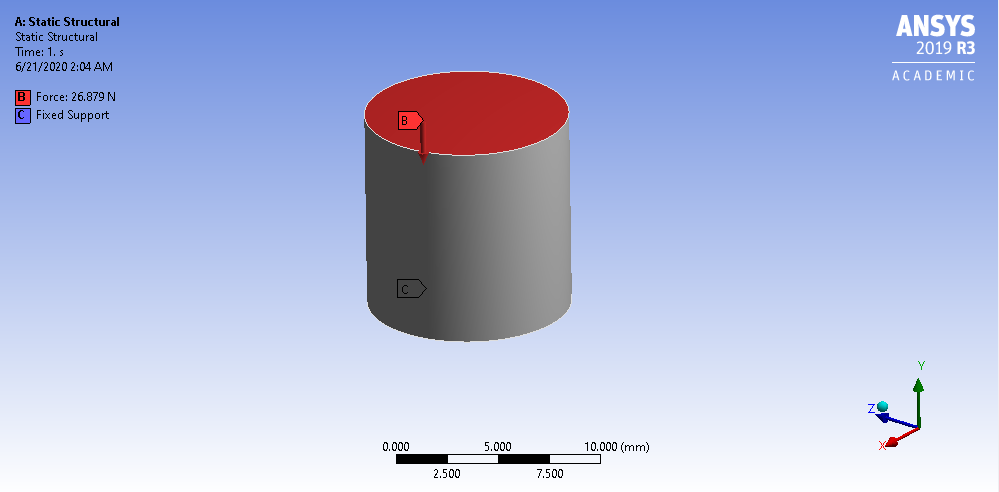 A: Static Structural
Static Structural
Time: 1. s
6/21/2020 2:04 AM
B Force: 26.879 N
C Fixed Support
ANSYS
2019 R3
ACADEMIC
B
C
Y
Z
X
0.000 5.000 10.000 (mm)
2.500 7.500